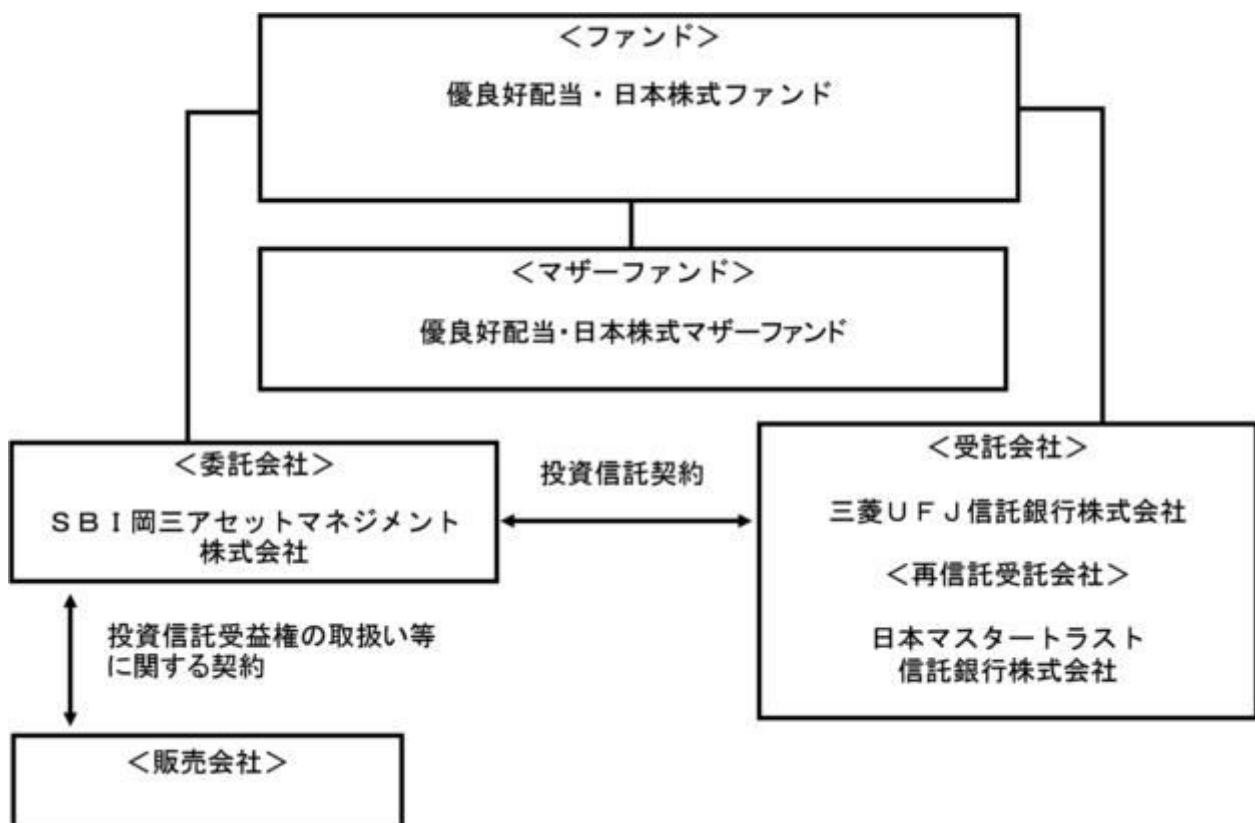 ＜ファンド＞
優良好配当・日本株式ファンド
＜マザーファンド＞
優良好配当・日本株式マザーファンド
＜委託会社＞
ＳＢＩ岡三アセットマネジメント
株式会社
投資信託契約
＜受託会社＞
三菱ＵＦＪ信託銀行株式会社
＜再信託受託会社＞
日本マスタートラスト
信託銀行株式会社
投資信託受益権の取扱い等
に関する契約
＜販売会社＞